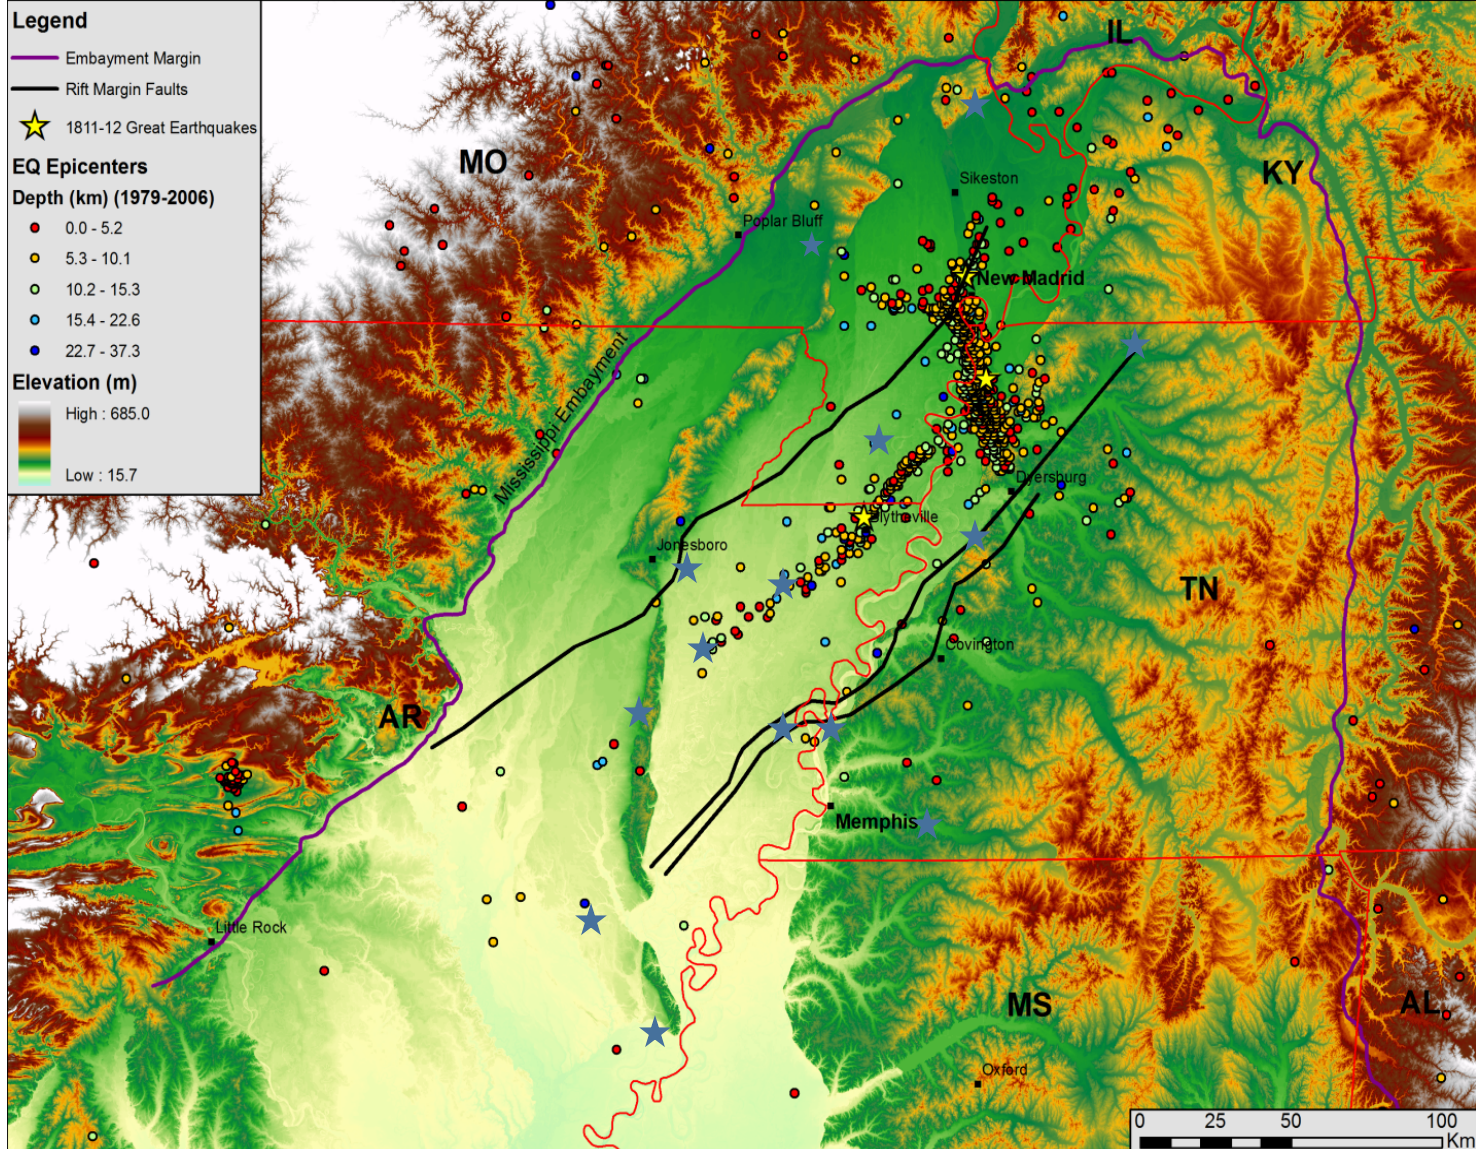 Legend
Embayment Margin
Rift Margin Faults
1811-12 Great Earthquakes
EQ Epicenters
Depth (km) (1979-2006)
0.0 - 5.2
5.3 - 10.1
10.2 - 15.3
15.4 - 22.6
22.7 - 37.3
Elevation (m)
High : 685.0
Low : 15.7
IL
MO
KY
Sikeston
Poplar Bluff
New Madrid
Mississippi Embayment
Dyersburg
Blytheville
Jonesboro
TN
Covington
AR
Memphis
Little Rock
MS
AL
Oxford
0 25 50 100
Km